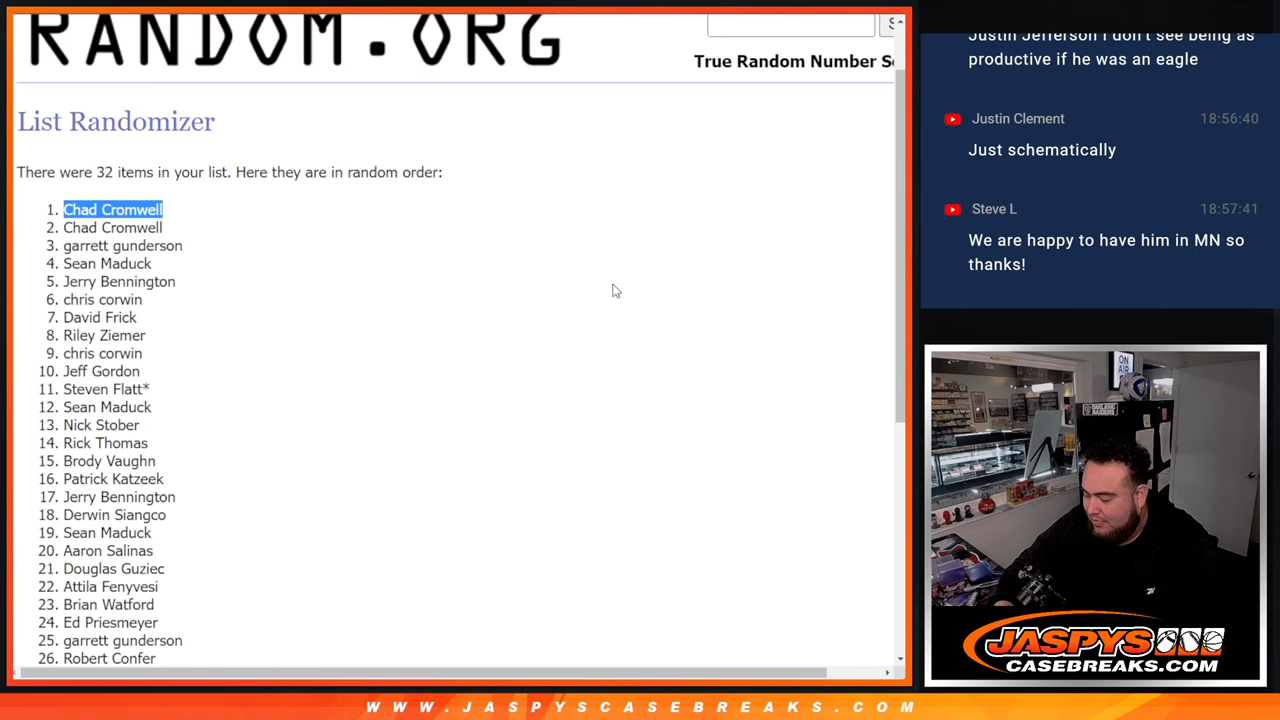 RANDOM.ORG
True Random Number Se
List Randomizer
There were 32 items in your list. Here they are in random order:
1. Chad Cromwell
2. Chad Cromwell
3. garrett gunderson
4. Sean Maduck
5. Jerry Bennington
6. chris corwin
7. David Frick
8. Riley Ziemer
9. chris corwin
10. Jeff Gordon
11. Steven Flatt*
12. Sean Maduck
13. Nick Stober
14. Rick Thomas
15. Brody Vaughn
16. Patrick Katzeek
17. Jerry Bennington
18. Derwin Siangco
19. Sean Maduck
20. Aaron Salinas
21. Douglas Guziec
22. Attila Fenyvesi
23. Brian Watford
24. Ed Priesmeyer
25. garrett gunderson
26. Robert Confer
Justin Jefferson I don't see being as
productive if he was an eagle
Justin Clement 18:56:40
Just schematically
Steve L 18:57:41
We are happy to have him in MN so
thanks!
ON
AIR
JASPYS
CASEBREAKS.COM
WWW.JASPYSCASEBREAKS.COM